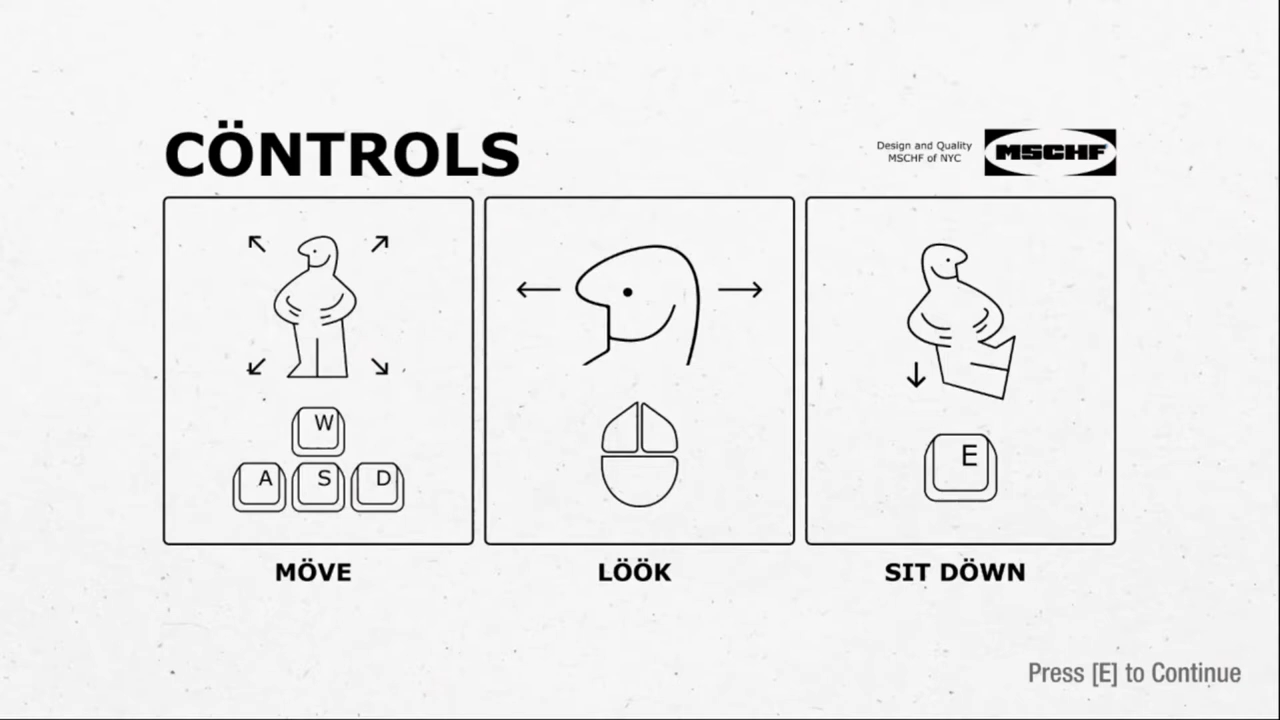 CÖNTROLS
Design and Quality
MSCHF of NYC
MSCHF
W
A S D
E
MÖVE
LÖÖK
SIT DÖWN
Press [E] to Continue